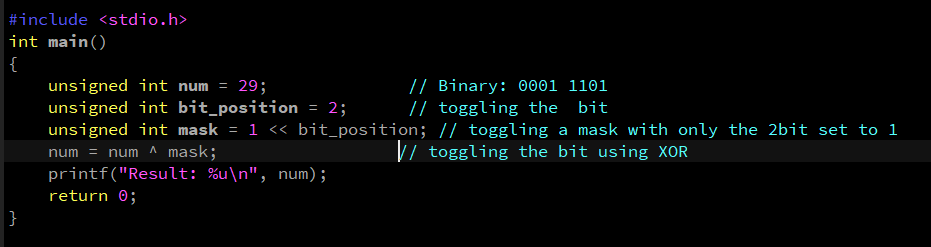 #include <stdio.h>
int main()
{
    unsigned int num = 29;              // Binary: 0001 1101
    unsigned int bit_position = 2;      // toggling the  bit
    unsigned int mask = 1 << bit_position; // toggling a mask with only the 2bit set to 1
    num = num ^ mask;                  // toggling the bit using XOR
    printf("Result: %u\n", num);
    return 0;
}